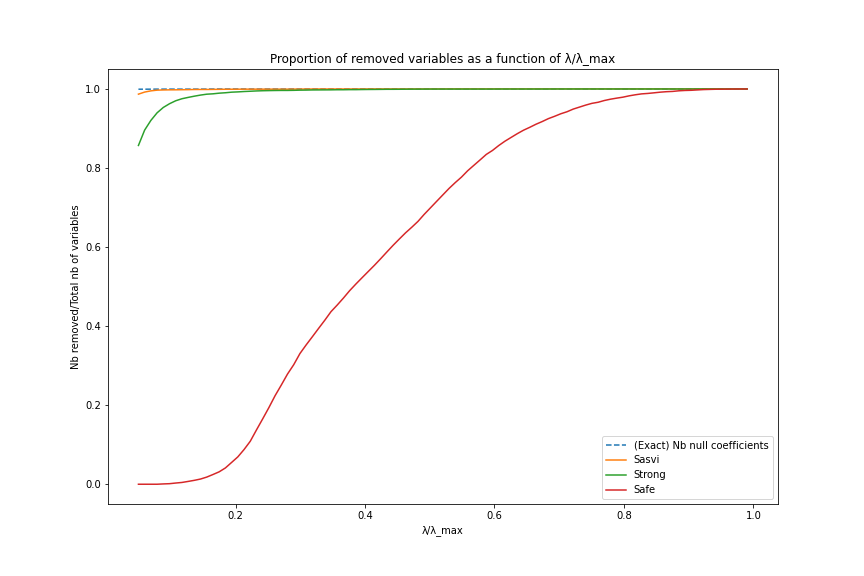 Proportion of removed variables as a function of λ/λ_max
Nb removed/Total nb of variables
1.0
0.8
0.6
0.4
0.2
0.0
0.2 0.4 0.6 0.8 1.0
λ/λ_max
(Exact) Nb null coefficients
Sasvi
Strong
Safe